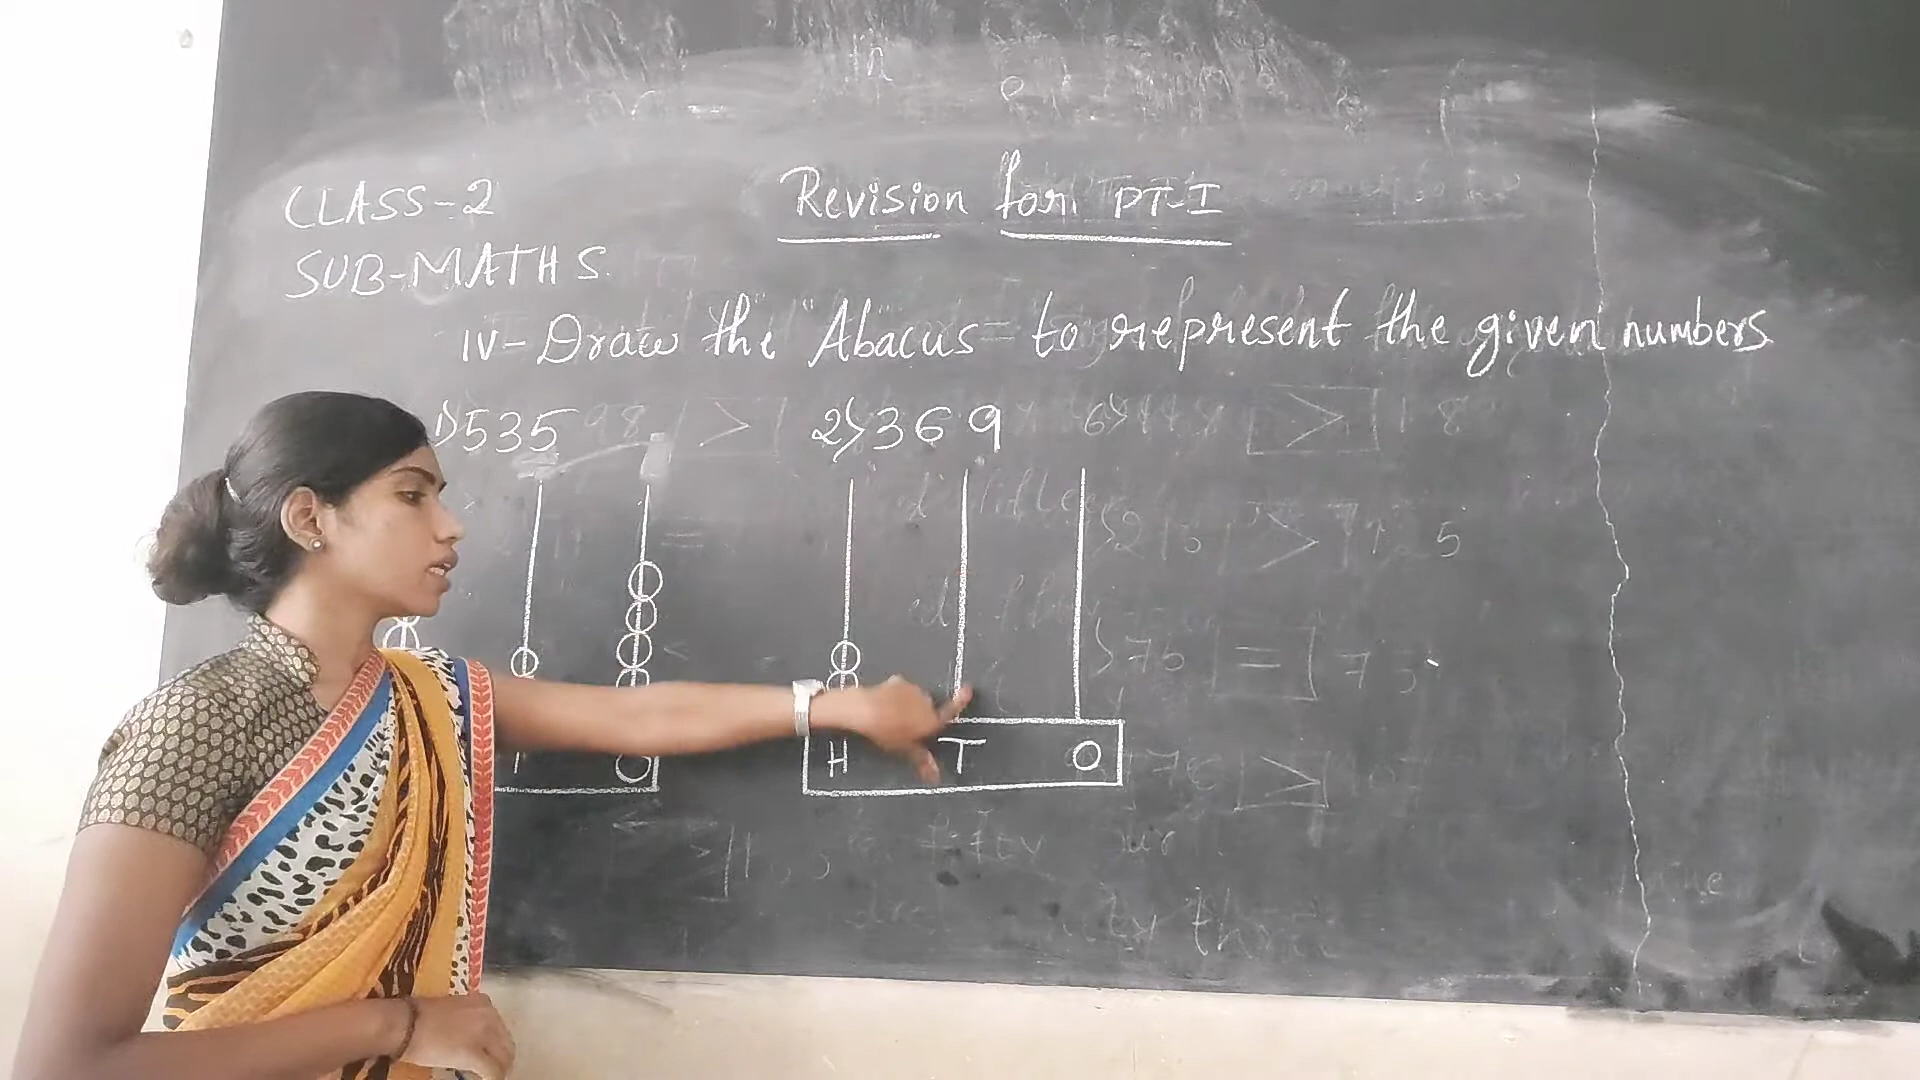 CLASS-2
Revision for PT-I
SUB-MATHS
IV-Draw the "Abacus" to represent the given numbers
1) 535
2) 369
O
H T O